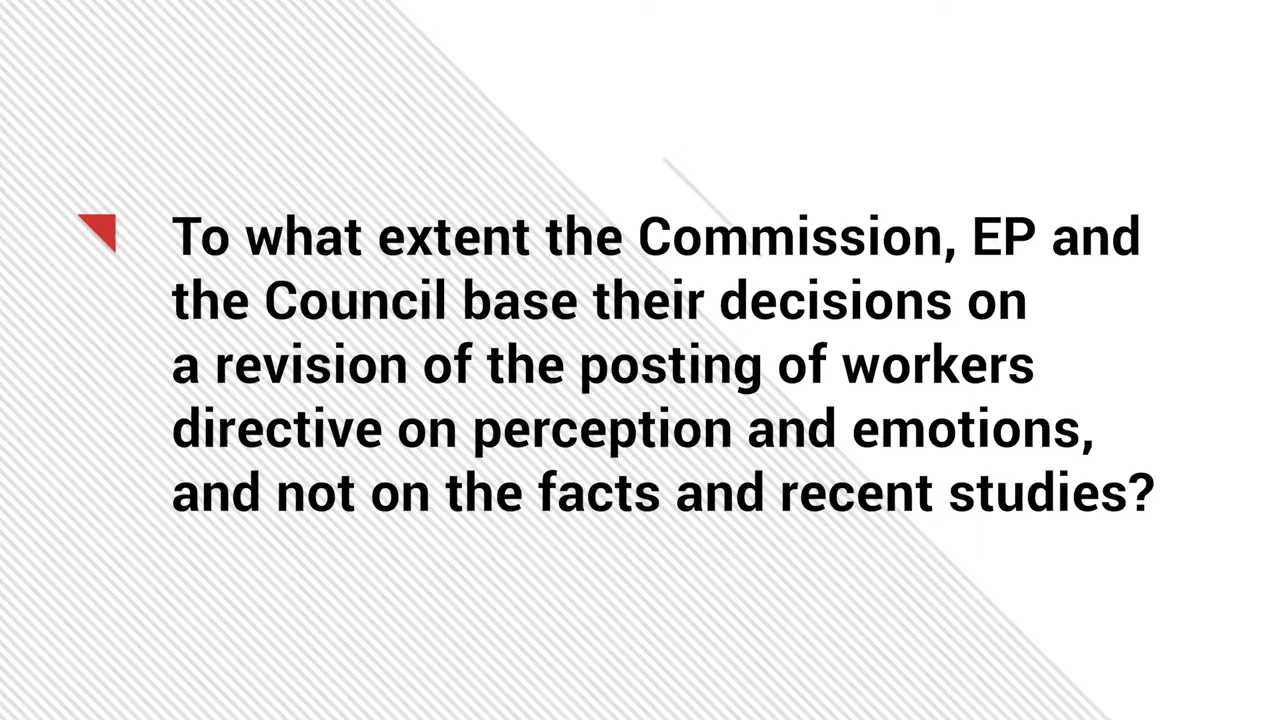 To what extent the Commission, EP and
the Council base their decisions on
a revision of the posting of workers
directive on perception and emotions,
and not on the facts and recent studies?